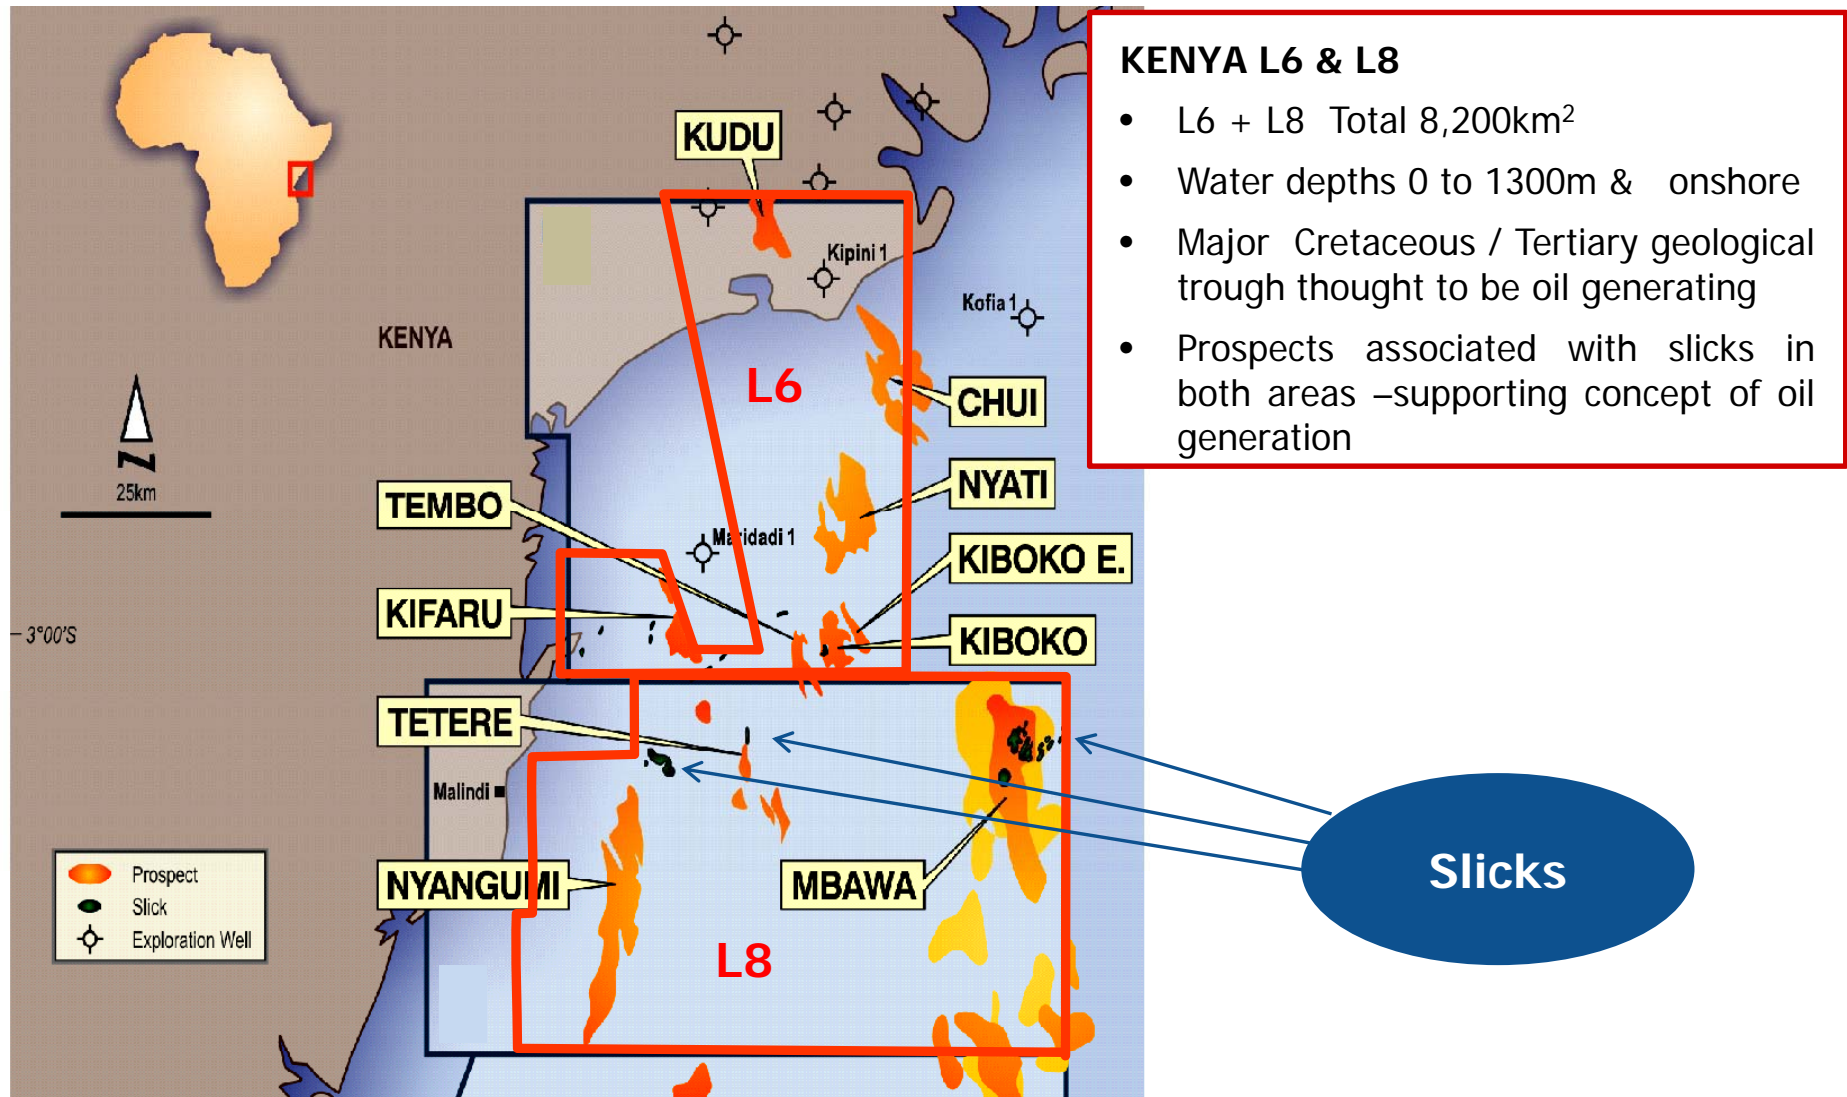 KENYA L6 & L8
• L6 + L8 Total 8,200km²
• Water depths 0 to 1300m & onshore
• Major Cretaceous / Tertiary geological
trough thought to be oil generating
• Prospects associated with slicks in
both areas –supporting concept of oil
generation
KUDU
Kipini 1
Kofia 1
KENYA
L6
CHUI
N
25km
TEMBO
NYATI
Maridadi 1
KIBOKO E.
KIFARU
3°00'S
KIBOKO
TETERE
Malindi
Prospect
Slick
Exploration Well
NYANGUMI
MBAWA
L8
Slicks